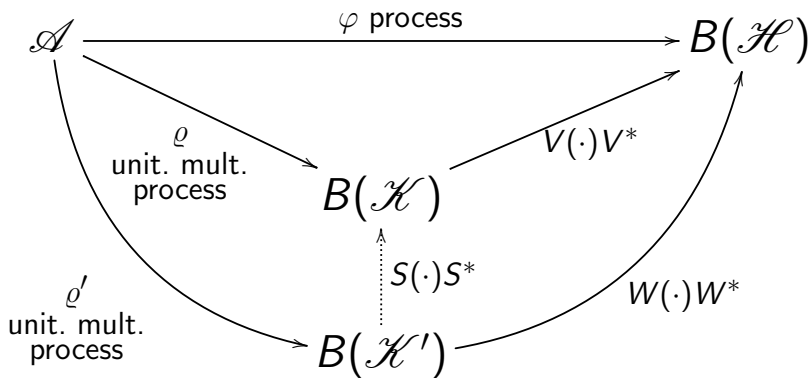 φ process
𝒜 B(ℋ)
ϱ
unit. mult.
process
V(·)V*
B(𝒦)
S(·)S*
ϱ′
unit. mult.
process
W(·)W*
B(𝒦′)